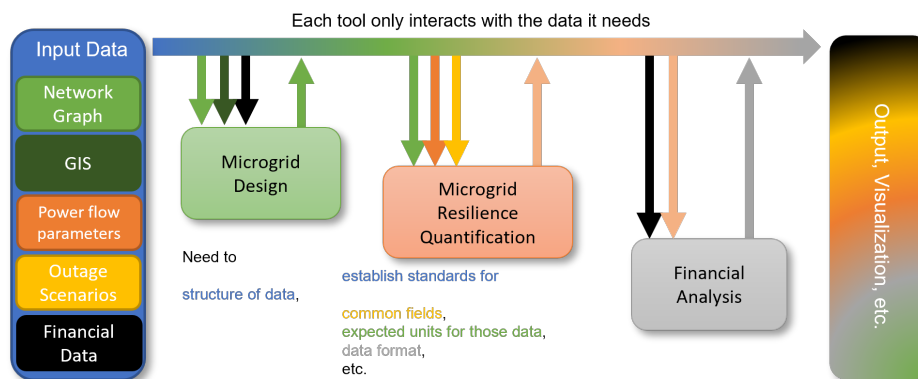 Each tool only interacts with the data it needs
Input Data
Network
Graph
GIS
Power flow
parameters
Outage
Scenarios
Financial
Data
Microgrid
Design
Microgrid
Resilience
Quantification
Financial
Analysis
Need to
establish standards for
structure of data,
common fields,
expected units for those data,
data format,
etc.
Output, Visualization, etc.